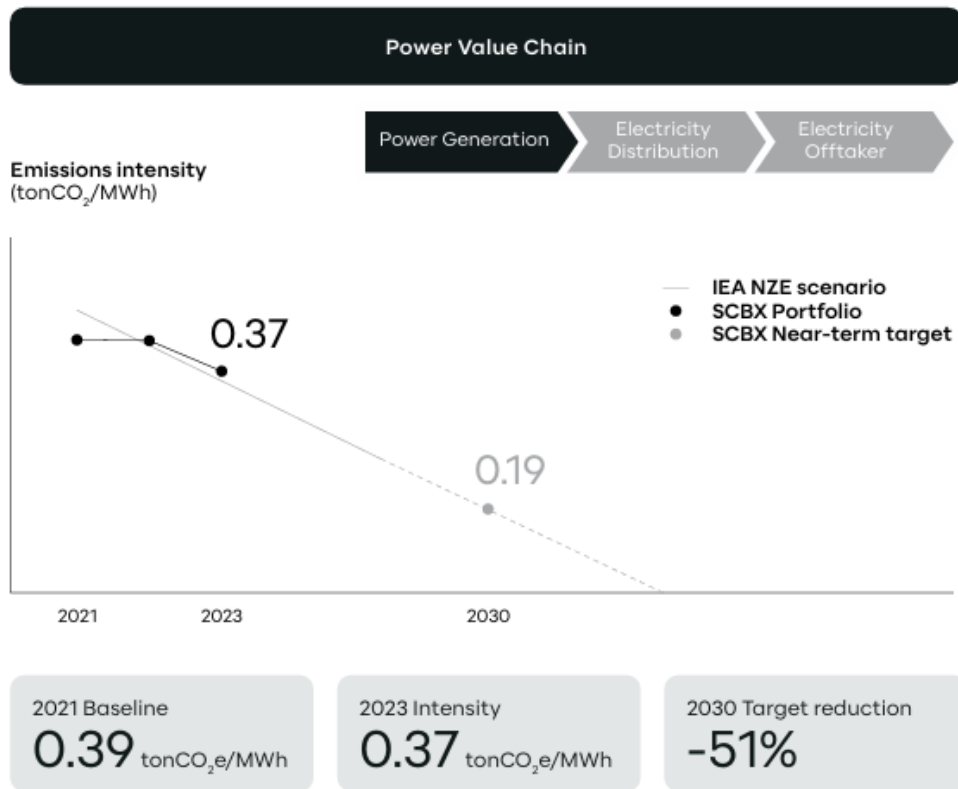 Power Value Chain
Power Generation
Electricity
Distribution
Electricity
Offtaker
Emissions intensity
(tonCO₂/MWh)
IEA NZE scenario
SCBX Portfolio
SCBX Near-term target
0.37
0.19
2021
2023
2030
2021 Baseline
0.39 tonCO₂e/MWh
2023 Intensity
0.37 tonCO₂e/MWh
2030 Target reduction
-51%